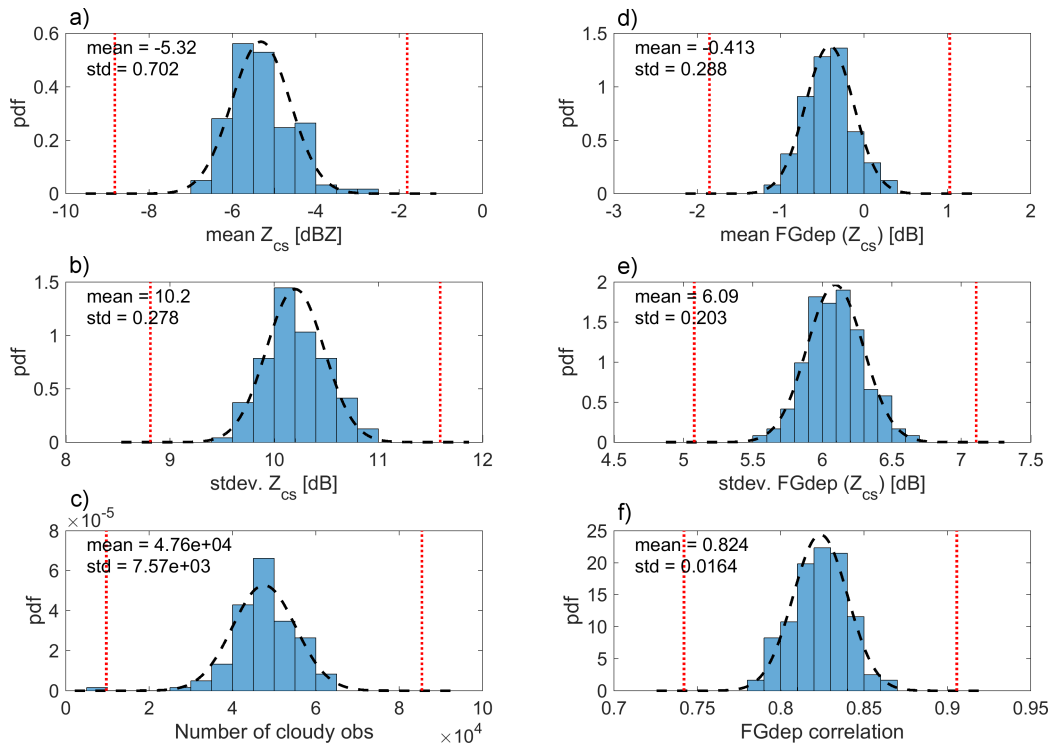 a)
mean = -5.32
std = 0.702
0.6
0.4
0.2
0
pdf
-10 -8 -6 -4 -2 0
mean Z_cs [dBZ]
b)
mean = 10.2
std = 0.278
1.5
1
0.5
0
pdf
8 9 10 11 12
stdev. Z_cs [dB]
c)
×10^-5
mean = 4.76e+04
std = 7.57e+03
8
6
4
2
0
pdf
0 2 4 6 8 10
Number of cloudy obs
×10^4
d)
mean = -0.413
std = 0.288
1.5
1
0.5
0
pdf
-3 -2 -1 0 1 2
mean FGdep (Z_cs) [dB]
e)
mean = 6.09
std = 0.203
2
1.5
1
0.5
0
pdf
4.5 5 5.5 6 6.5 7 7.5
stdev. FGdep (Z_cs) [dB]
f)
mean = 0.824
std = 0.0164
25
20
15
10
5
0
pdf
0.7 0.75 0.8 0.85 0.9 0.95
FGdep correlation